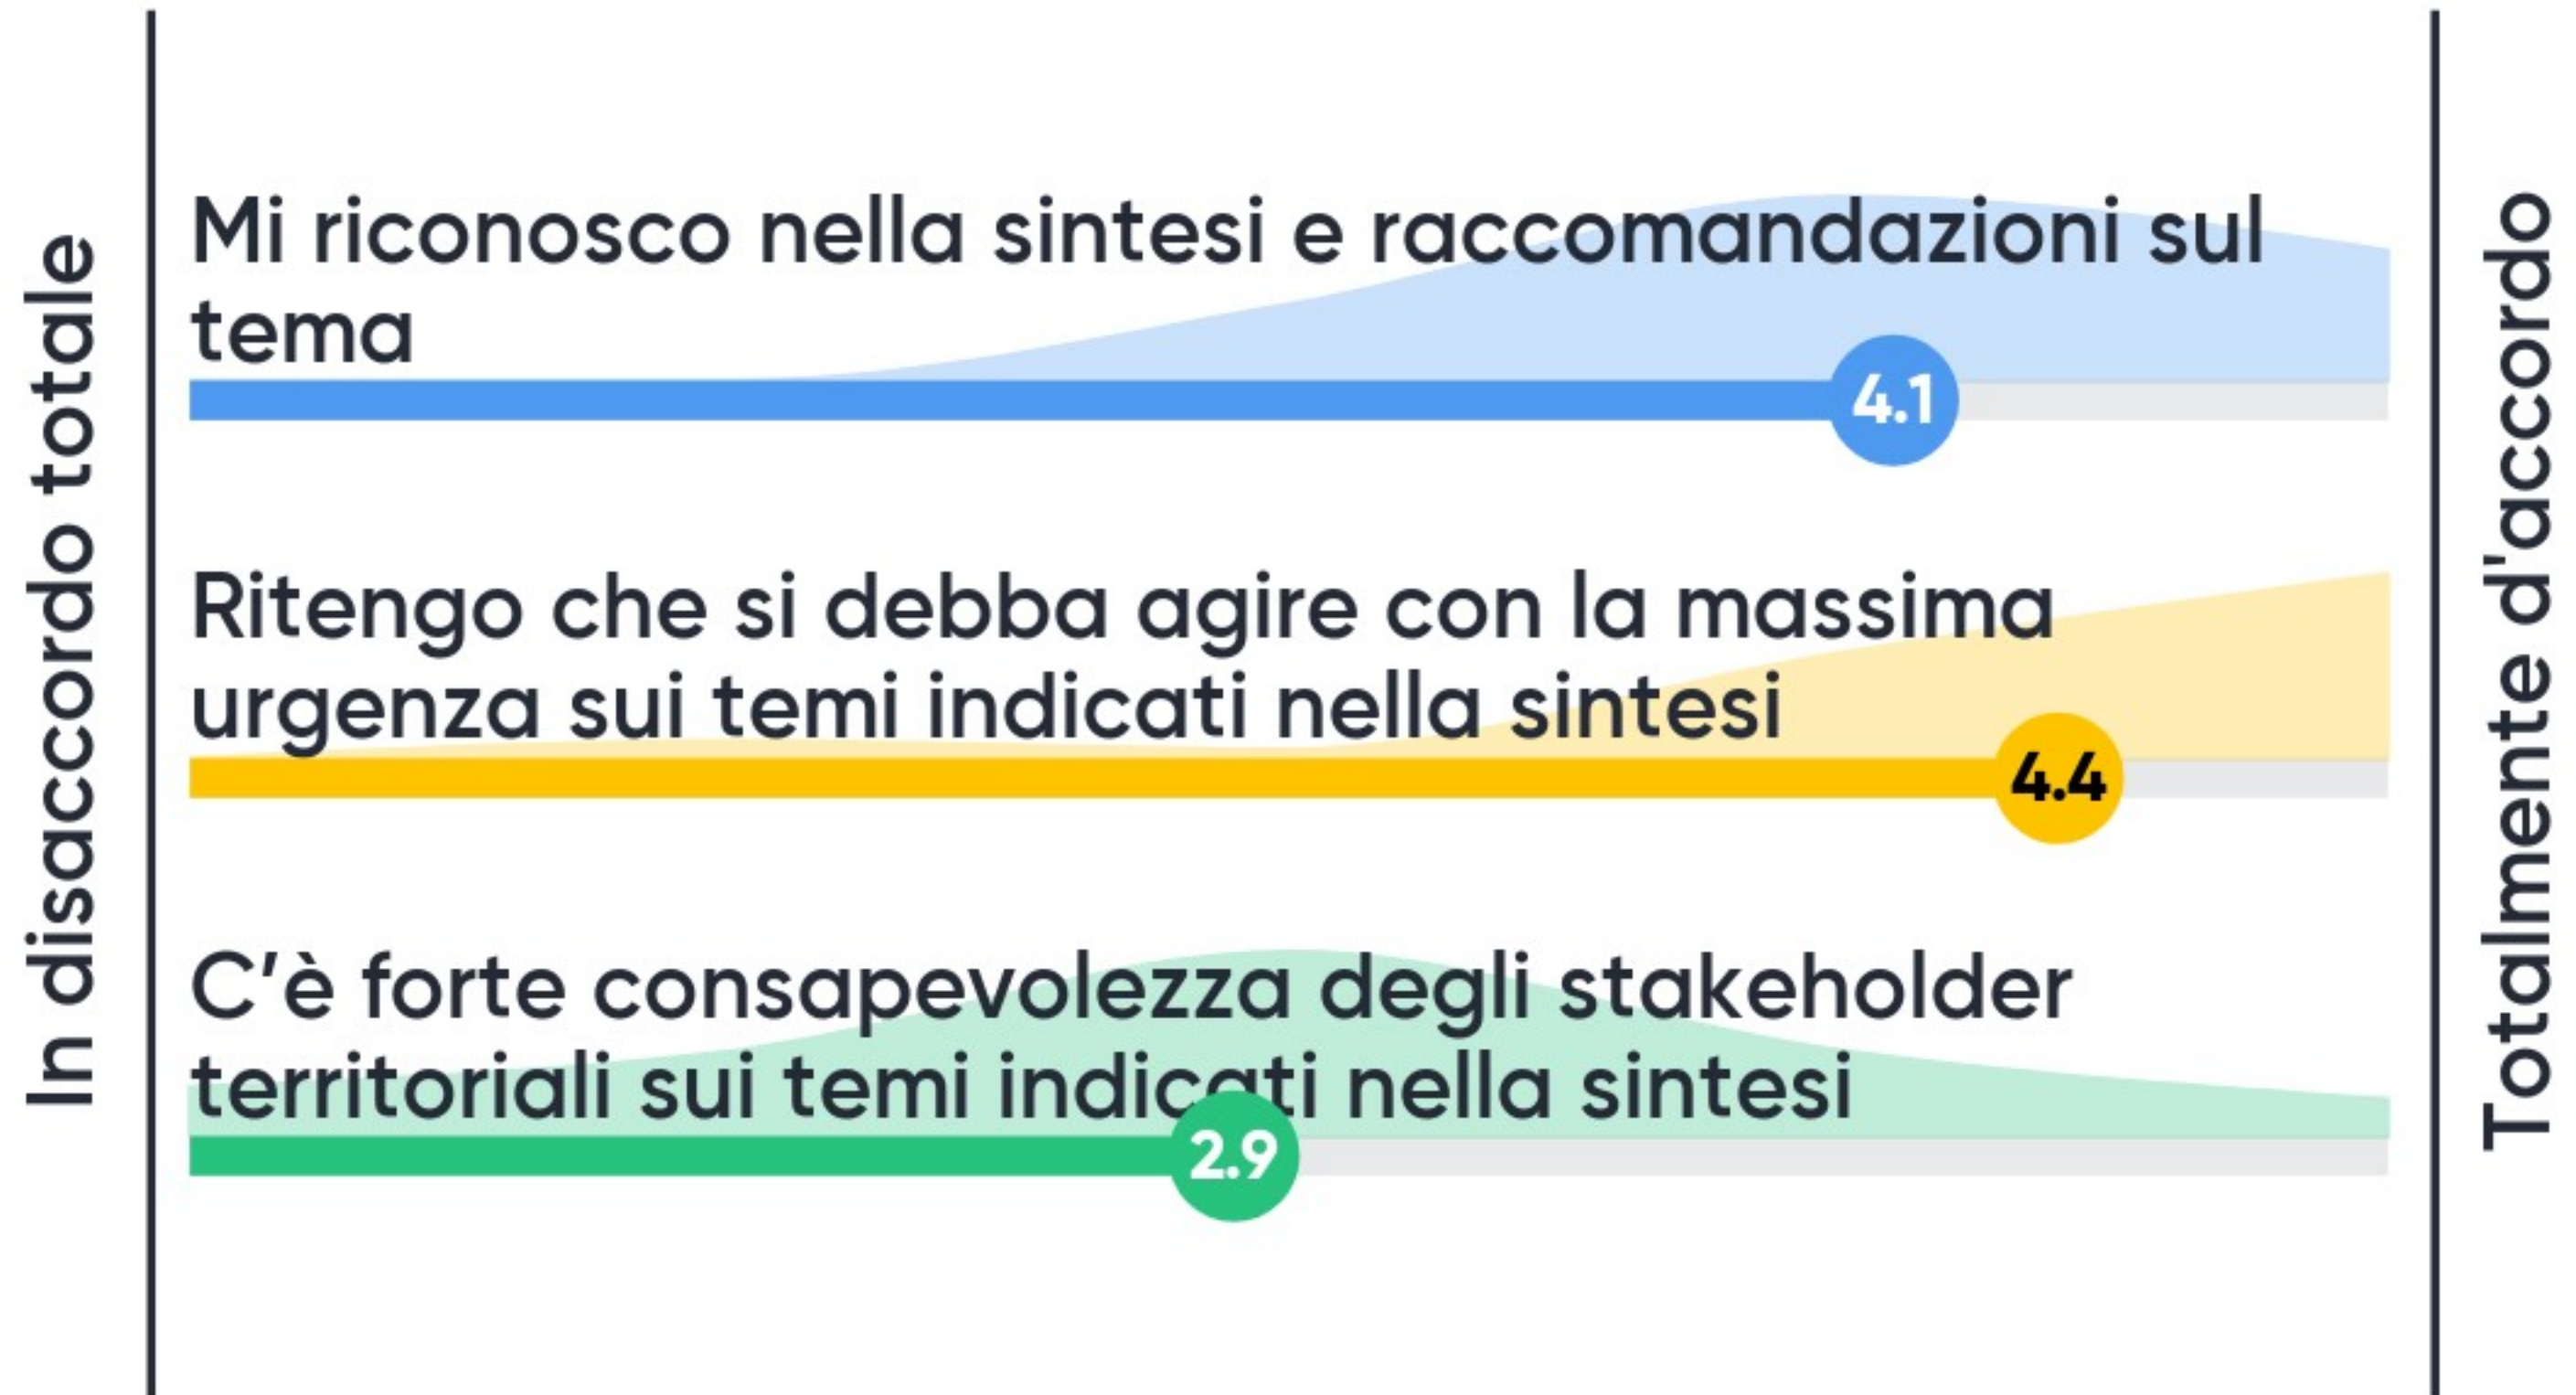 In disaccordo totale
Mi riconosco nella sintesi e raccomandazioni sul
tema
4.1
Ritengo che si debba agire con la massima
urgenza sui temi indicati nella sintesi
4.4
C’è forte consapevolezza degli stakeholder
territoriali sui temi indicati nella sintesi
2.9
Totalmente d'accordo